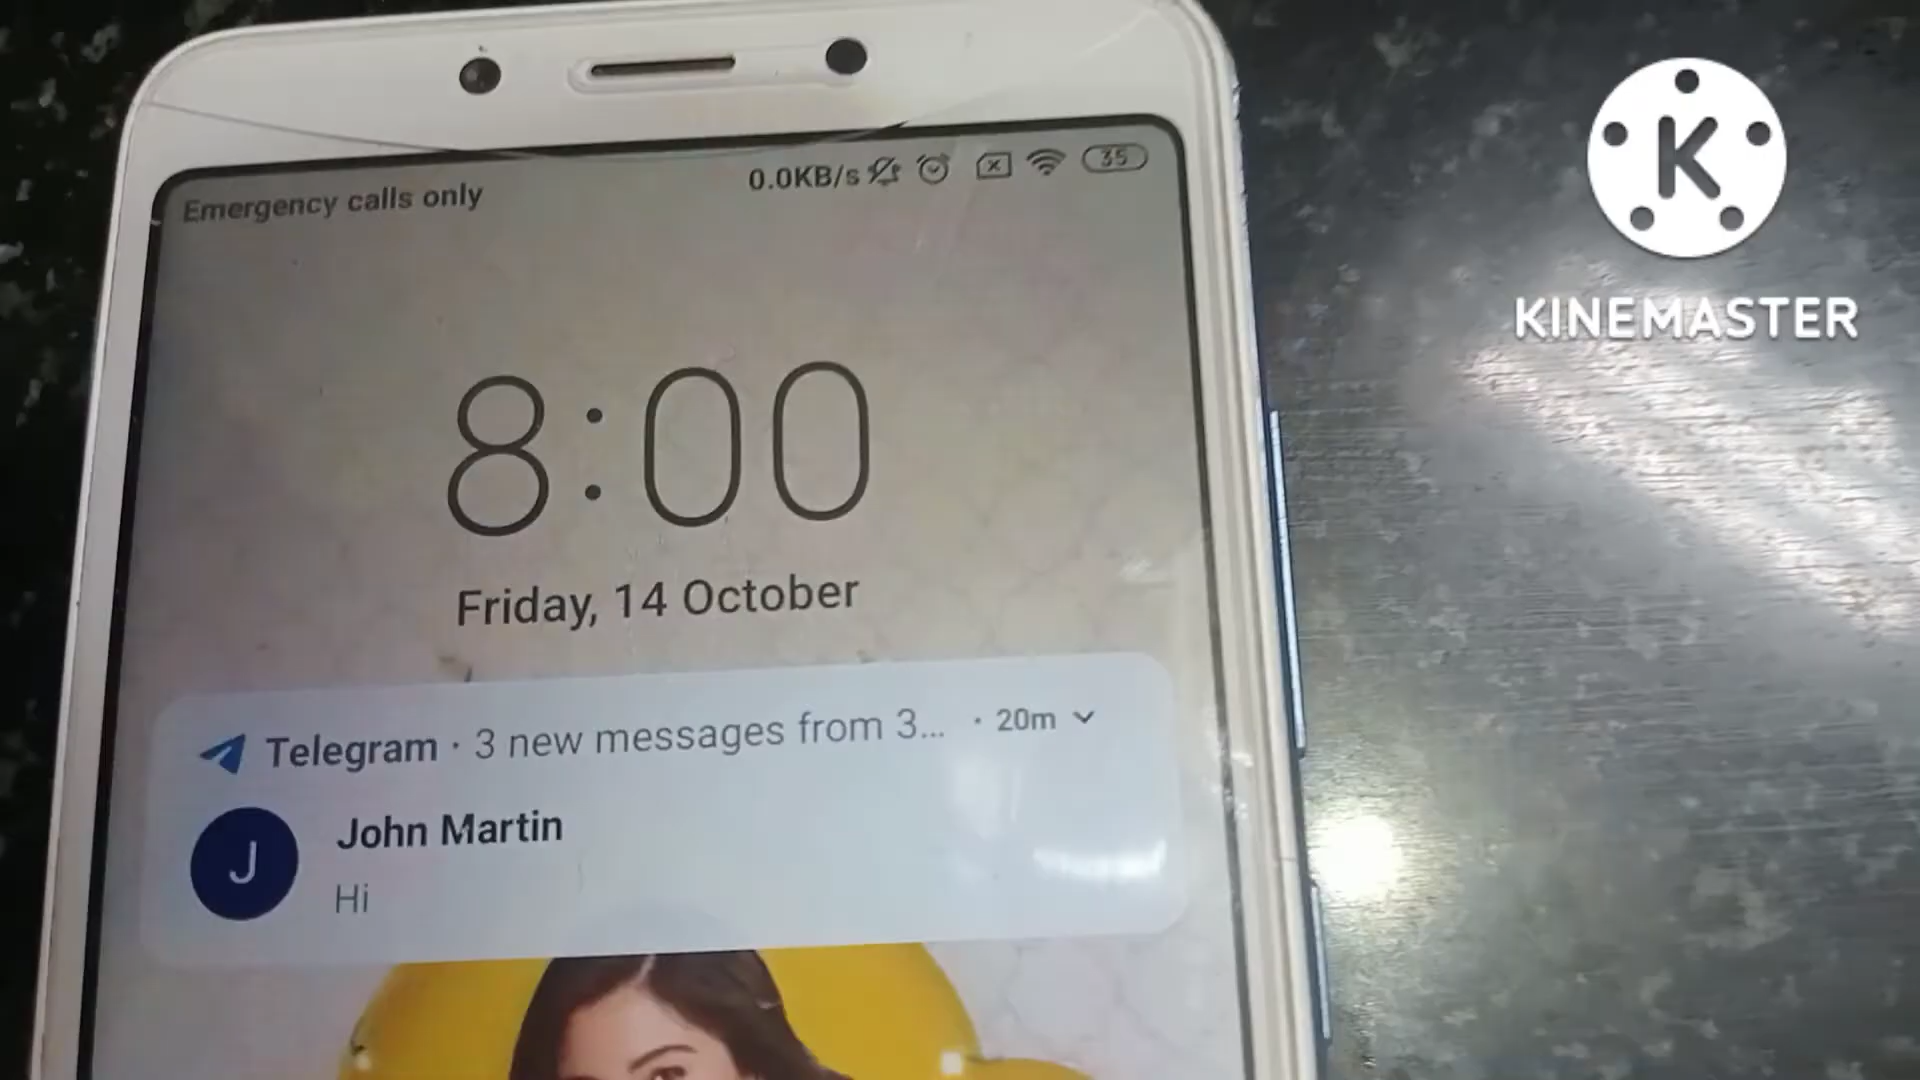 Emergency calls only
0.0KB/s
35
8:00
Friday, 14 October
Telegram · 3 new messages from 3... · 20m
J
John Martin
Hi
K
KINEMASTER